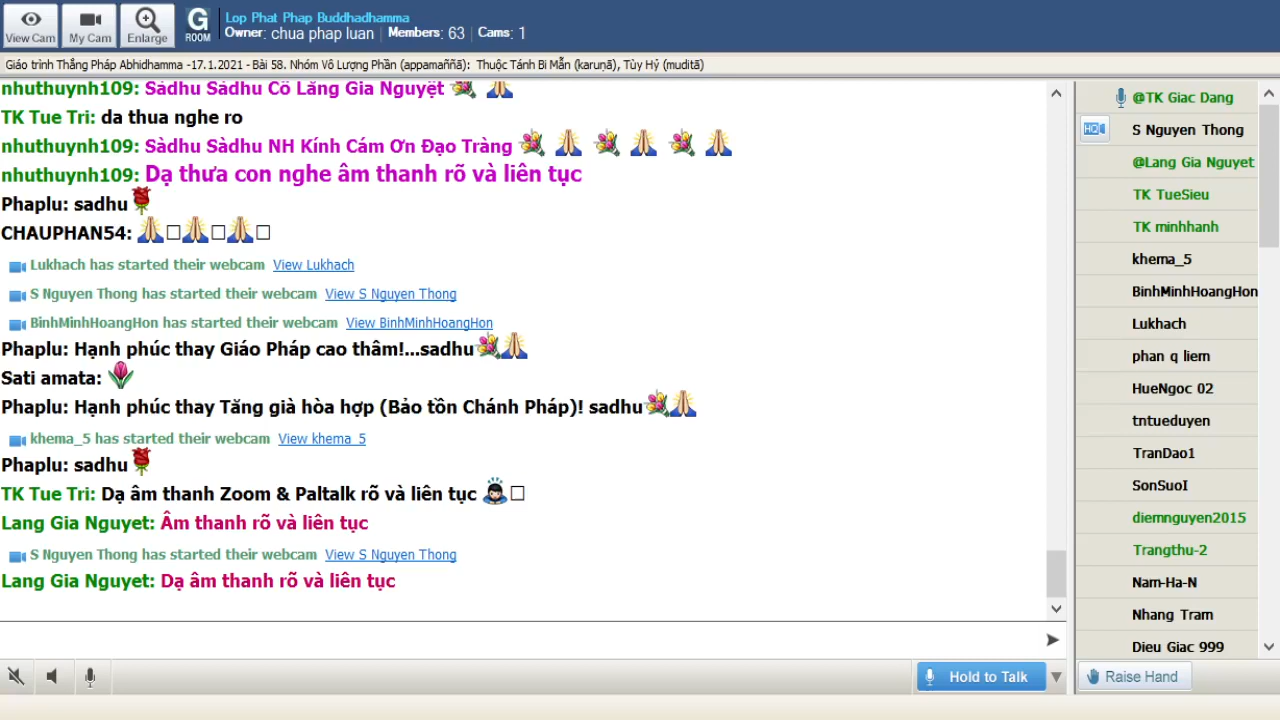 View Cam
My Cam
Enlarge
G
ROOM
Lop Phat Phap Buddhadhamma
Owner: chua phap luan | Members: 63 | Cams: 1
Giáo trình Thắng Pháp Abhidhamma -17.1.2021 - Bài 58. Nhóm Vô Lượng Phần (appamaññā): Thuộc Tánh Bi Mẫn (karuṇā), Tùy Hỷ (muditā)
nhuthuynh109: Sàdhu Sàdhu Cô Lăng Gia Nguyệt
TK Tue Tri: da thua nghe ro
nhuthuynh109: Sàdhu Sàdhu NH Kính Cám Ơn Đạo Tràng
nhuthuynh109: Dạ thưa con nghe âm thanh rõ và liên tục
Phaplu: sadhu
CHAUPHAN54:
Lukhach has started their webcam View Lukhach
S Nguyen Thong has started their webcam View S Nguyen Thong
BinhMinhHoangHon has started their webcam View BinhMinhHoangHon
Phaplu: Hạnh phúc thay Giáo Pháp cao thâm!...sadhu
Sati amata:
Phaplu: Hạnh phúc thay Tăng già hòa hợp (Bảo tồn Chánh Pháp)! sadhu
khema_5 has started their webcam View khema_5
Phaplu: sadhu
TK Tue Tri: Dạ âm thanh Zoom & Paltalk rõ và liên tục
Lang Gia Nguyet: Âm thanh rõ và liên tục
S Nguyen Thong has started their webcam View S Nguyen Thong
Lang Gia Nguyet: Dạ âm thanh rõ và liên tục
@TK Giac Dang
HD
S Nguyen Thong
@Lang Gia Nguyet
TK TueSieu
TK minhhanh
khema_5
BinhMinhHoangHon
Lukhach
phan q liem
HueNgoc 02
tntueduyen
TranDao1
SonSuoI
diemnguyen2015
Trangthu-2
Nam-Ha-N
Nhang Tram
Dieu Giac 999
Hold to Talk
Raise Hand